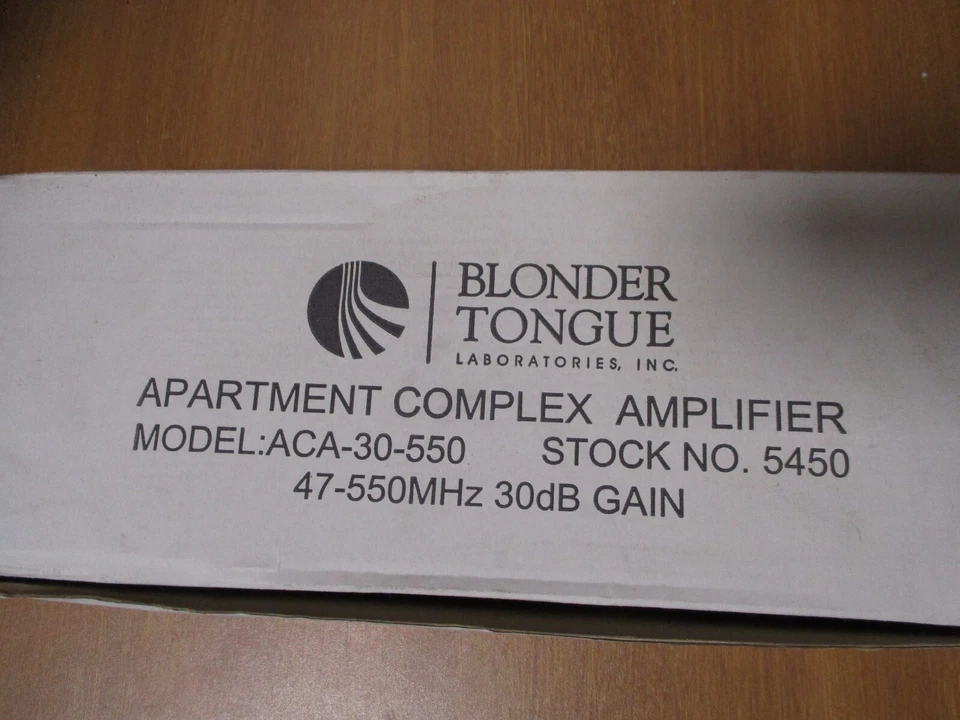 BLONDER
TONGUE
LABORATORIES, INC.
APARTMENT COMPLEX AMPLIFIER
MODEL:ACA-30-550 STOCK NO. 5450
47-550MHz 30dB GAIN